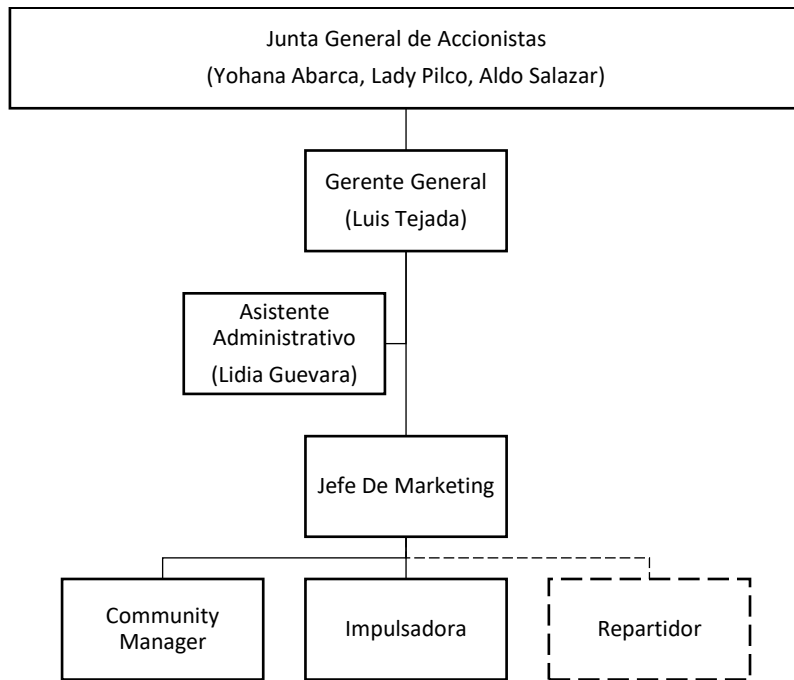 Junta General de Accionistas
(Yohana Abarca, Lady Pilco, Aldo Salazar)
Gerente General
(Luis Tejada)
Asistente
Administrativo
(Lidia Guevara)
Jefe De Marketing
Community
Manager
Impulsadora
Repartidor